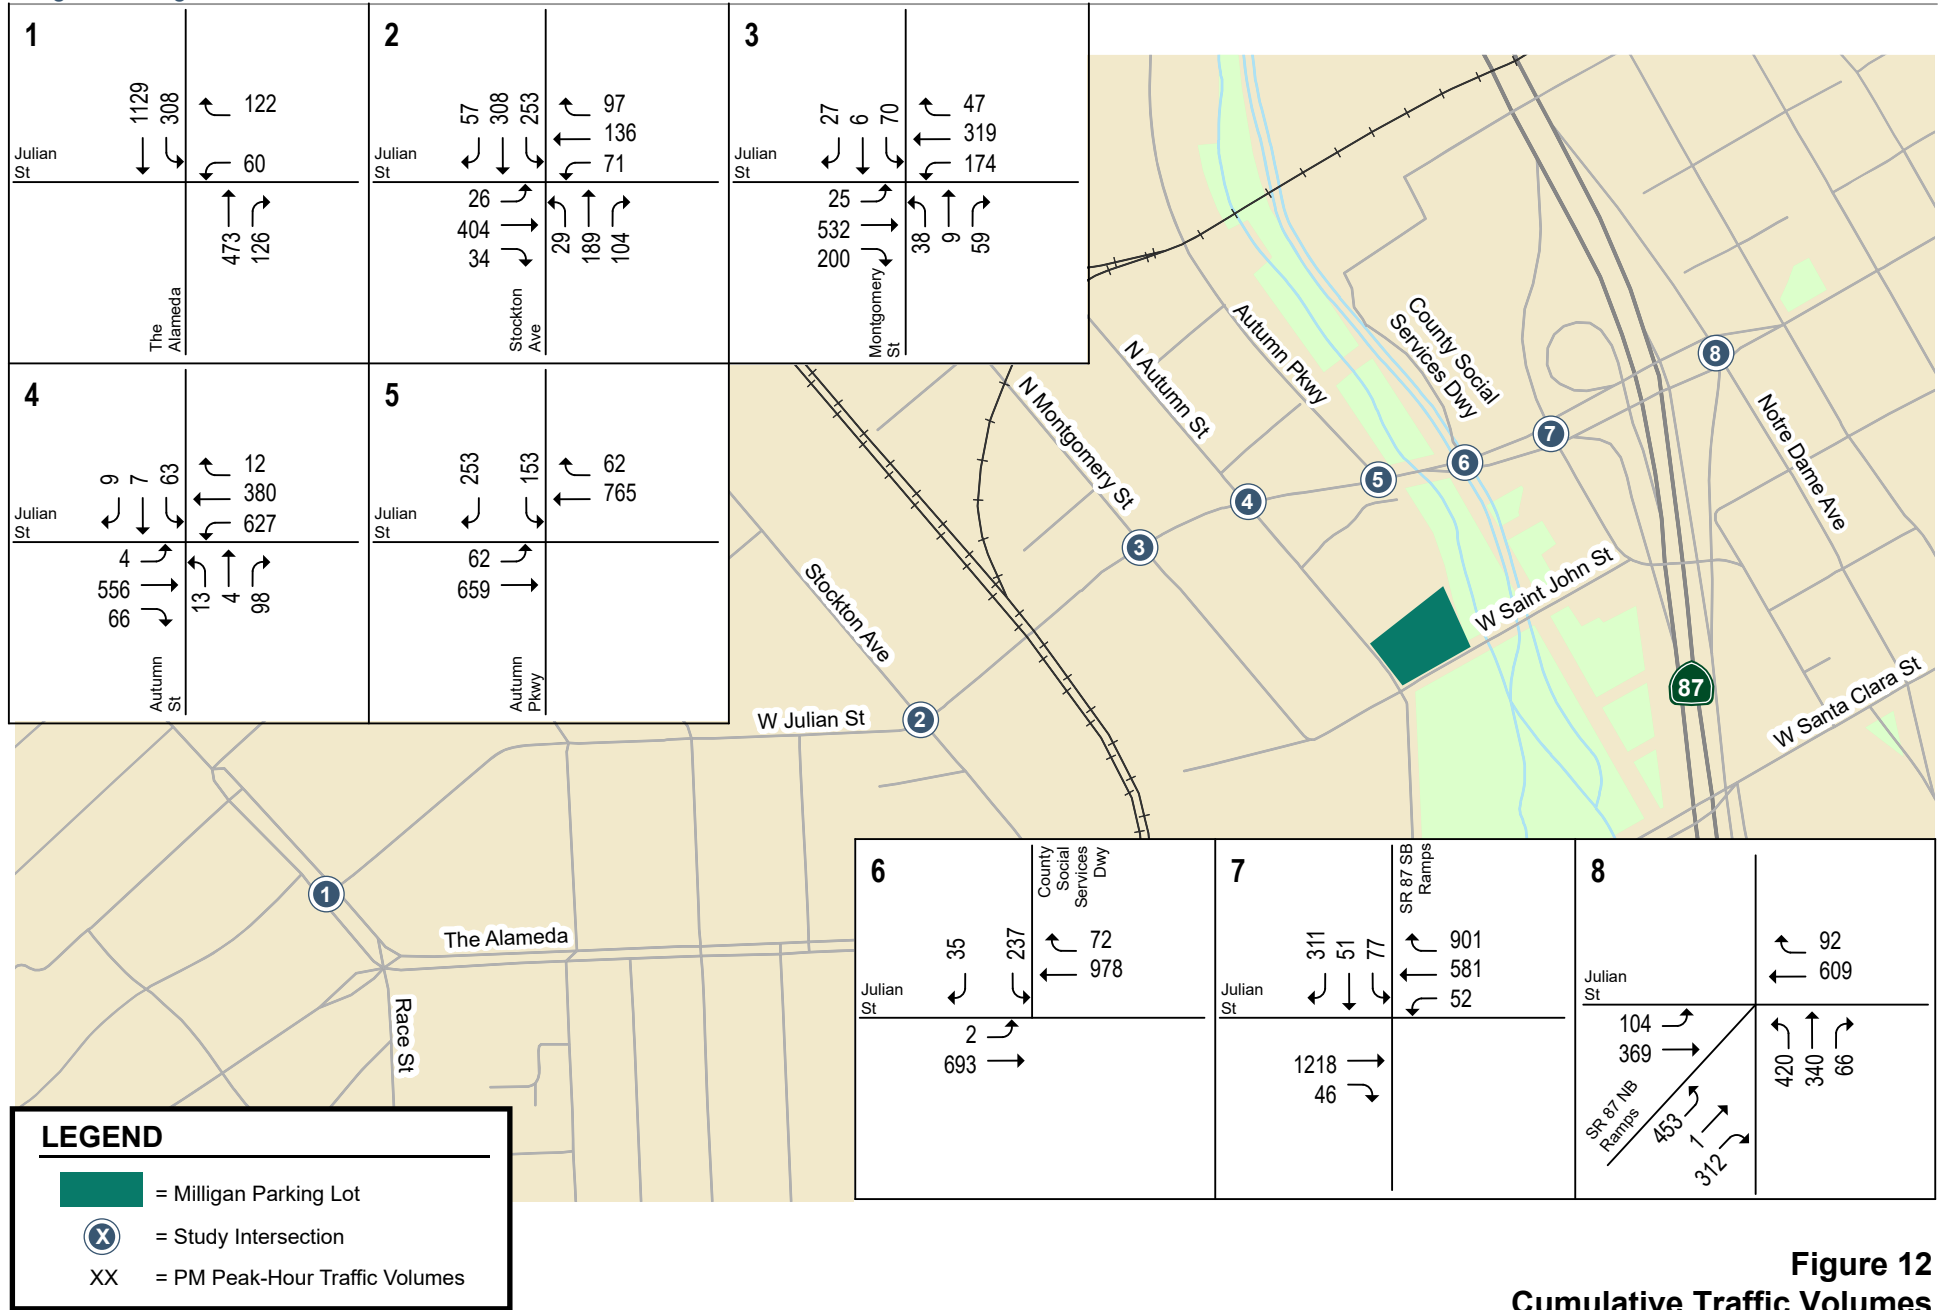 1
1129
308
122
60
Julian
St
473
126
The
Alameda
2
57
308
253
97
136
71
Julian
St
26
404
34
29
189
104
Stockton
Ave
3
27
6
70
47
319
174
Julian
St
25
532
200
38
9
59
Montgomery
St
4
9
7
63
12
380
627
Julian
St
4
556
66
13
4
98
Autumn
St
5
253
153
62
765
Julian
St
62
659
Autumn
Pkwy
N Montgomery St
N Autumn St
Autumn Pkwy
County Social
Services Dwy
Notre Dame Ave
Stockton Ave
W Saint John St
W Santa Clara St
W Julian St
The Alameda
Race St
87
1
2
3
4
5
6
7
8
6
County
Social
Services
Dwy
35
237
72
978
Julian
St
2
693
7
SR 87 SB
Ramps
311
51
77
901
581
52
Julian
St
1218
46
8
92
609
Julian
St
104
369
SR 87 NB
Ramps
453
1
312
420
340
66
LEGEND
= Milligan Parking Lot
X
= Study Intersection
XX
= PM Peak-Hour Traffic Volumes
Figure 12
Cumulative Traffic Volumes